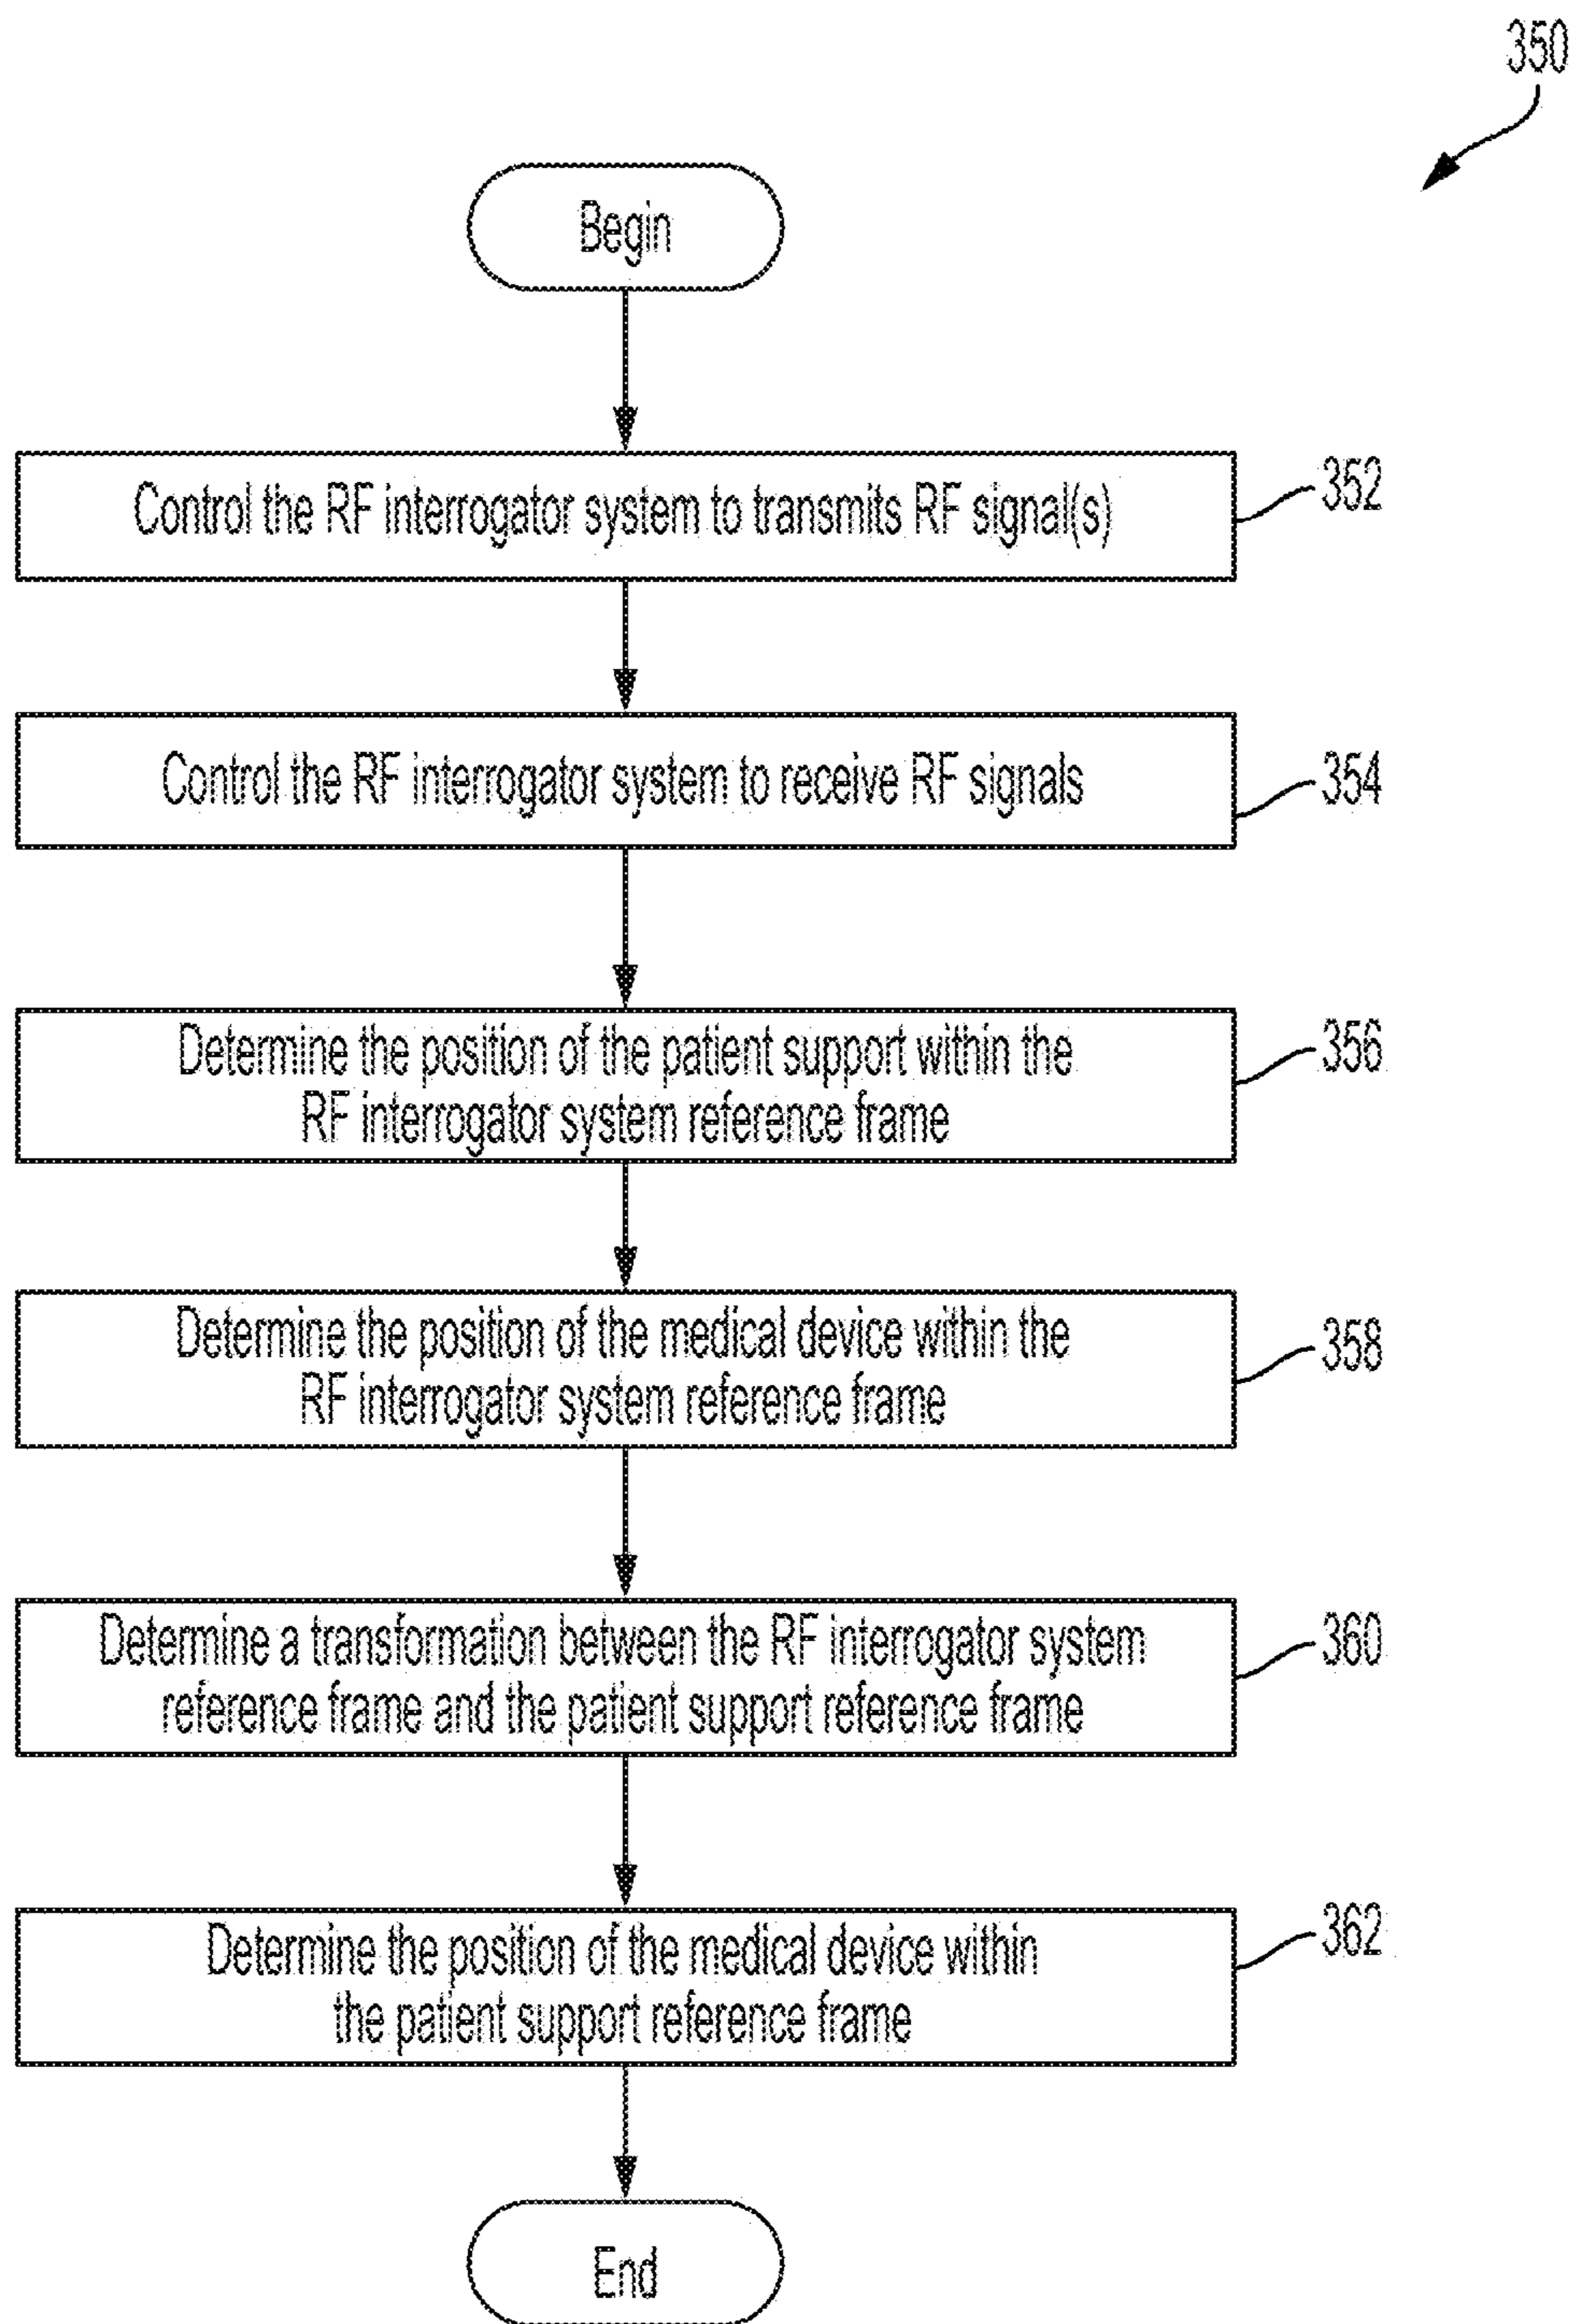 350
Begin
Control the RF interrogator system to transmits RF signal(s)
352
Control the RF interrogator system to receive RF signals
354
Determine the position of the patient support within the
RF interrogator system reference frame
356
Determine the position of the medical device within the
RF interrogator system reference frame
358
Determine a transformation between the RF interrogator system
reference frame and the patient support reference frame
360
Determine the position of the medical device within
the patient support reference frame
362
End